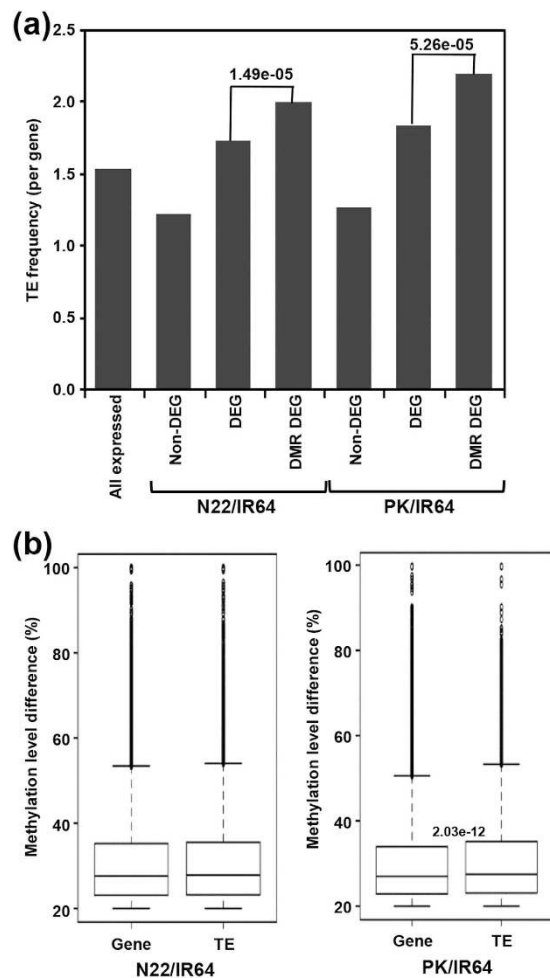 (a)
2.5
2.0
1.5
1.0
0.5
0.0
TE frequency (per gene)
1.49e-05
5.26e-05
All expressed
Non-DEG
DEG
DMR DEG
Non-DEG
DEG
DMR DEG
N22/IR64
PK/IR64
(b)
100
80
60
40
20
Methylation level difference (%)
Gene
TE
N22/IR64
100
80
60
40
20
Methylation level difference (%)
2.03e-12
Gene
TE
PK/IR64